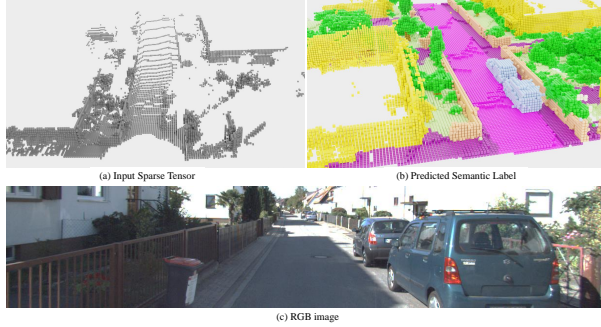 (a) Input Sparse Tensor
(b) Predicted Semantic Label
(c) RGB image